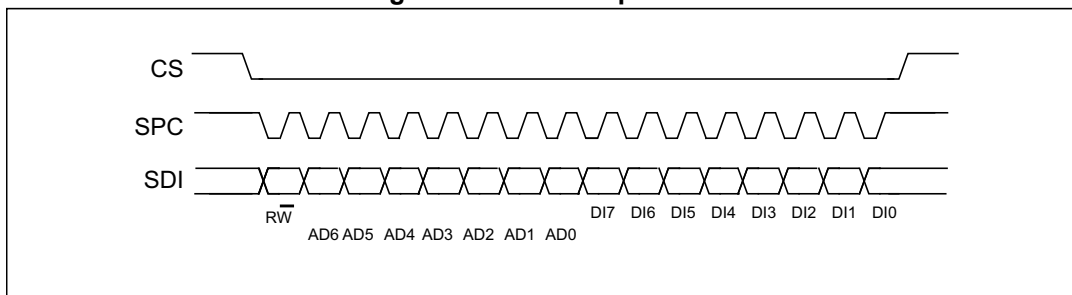 CS
SPC
SDI
RW̅ DI7 DI6 DI5 DI4 DI3 DI2 DI1 DI0
AD6 AD5 AD4 AD3 AD2 AD1 AD0